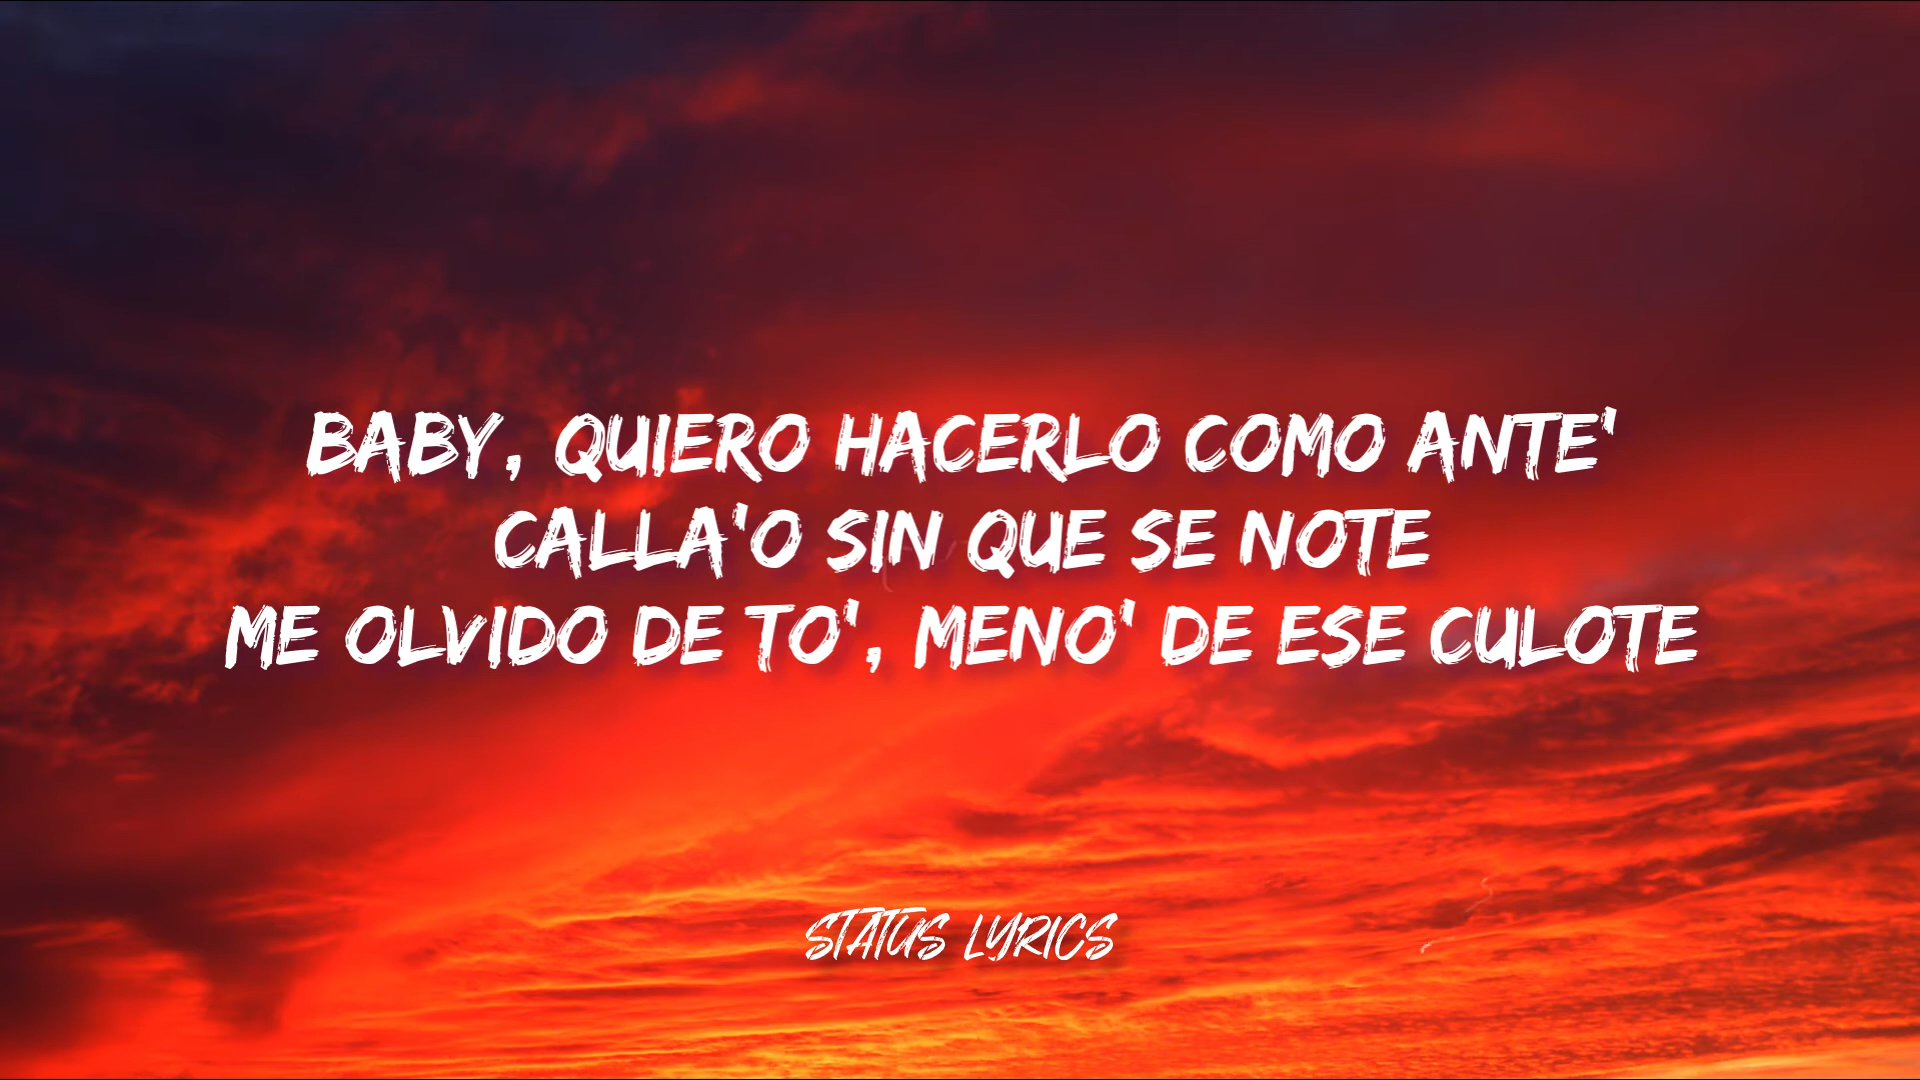 BABY, QUIERO HACERLO COMO ANTE'
CALLA'O SIN QUE SE NOTE
ME OLVIDO DE TO', MENO' DE ESE CULOTE
STATUS LYRICS